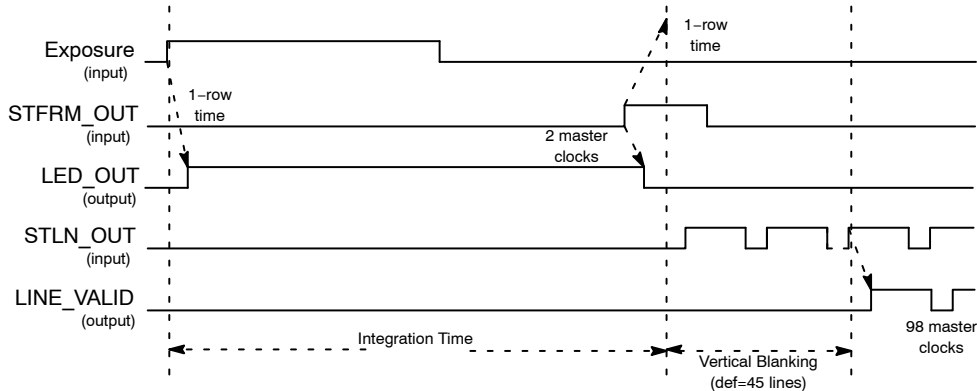 1−row
time
Exposure
(input)
1−row
time
STFRM_OUT
(input)
2 master
clocks
LED_OUT
(output)
STLN_OUT
(input)
LINE_VALID
(output)
98 master
clocks
Integration Time
Vertical Blanking
(def=45 lines)